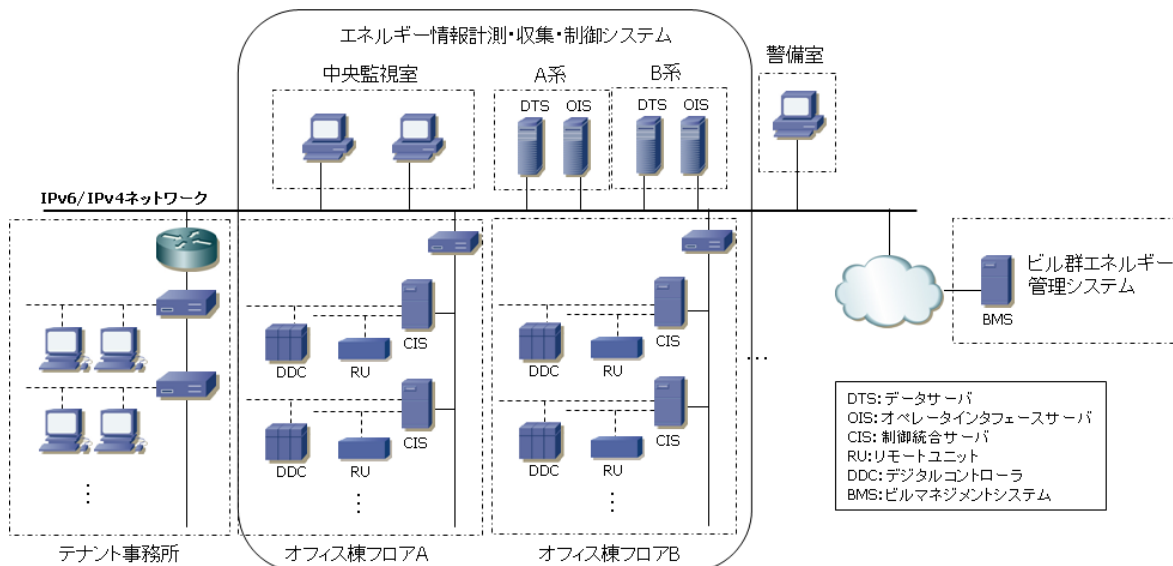 エネルギー情報計測・収集・制御システム
中央監視室
A系
B系
警備室
DTS OIS
DTS OIS
IPv6/IPv4ネットワーク
ビル群エネルギー
管理システム
BMS
CIS
DDC
RU
CIS
DDC
RU
⋮
CIS
DDC
RU
CIS
DDC
RU
⋮
⋮
…
DTS:データサーバ
OIS:オペレータインタフェースサーバ
CIS:制御統合サーバ
RU:リモートユニット
DDC:デジタルコントローラ
BMS:ビルマネジメントシステム
テナント事務所
オフィス棟フロアA
オフィス棟フロアB